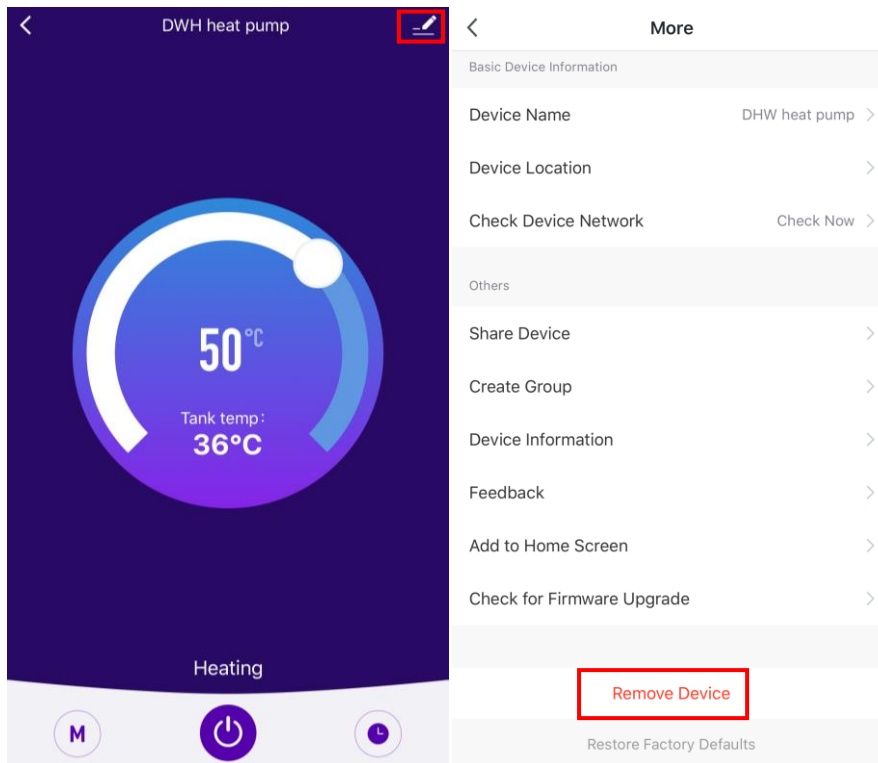 DWH heat pump
50°C
Tank temp:
36°C
Heating
M
More
Basic Device Information
Device Name DHW heat pump
Device Location
Check Device Network Check Now
Others
Share Device
Create Group
Device Information
Feedback
Add to Home Screen
Check for Firmware Upgrade
Remove Device
Restore Factory Defaults